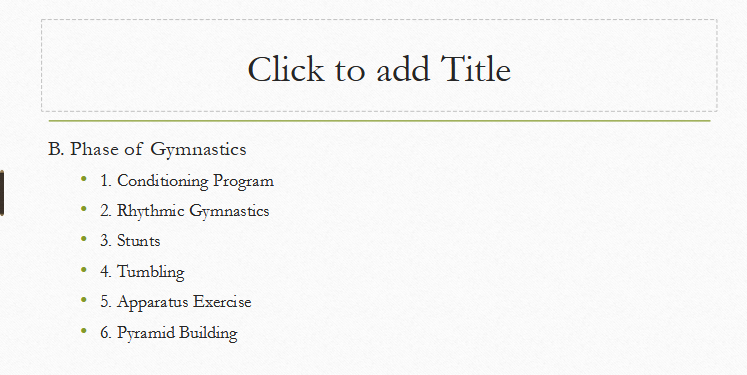 Click to add Title
B. Phase of Gymnastics
• 1. Conditioning Program
• 2. Rhythmic Gymnastics
• 3. Stunts
• 4. Tumbling
• 5. Apparatus Exercise
• 6. Pyramid Building